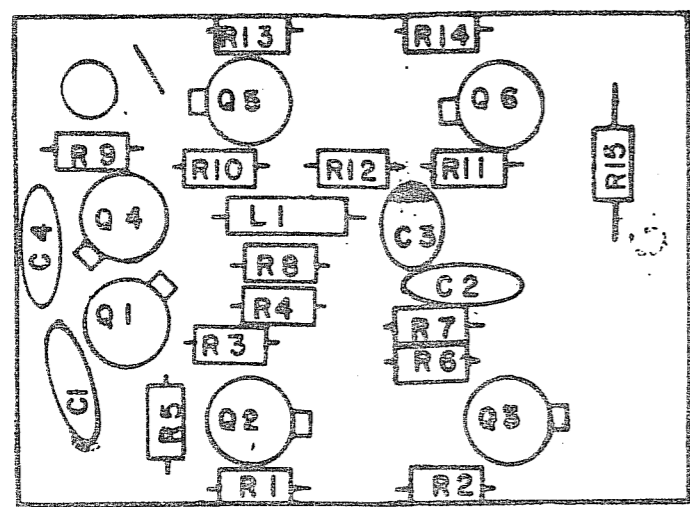 R13 R14
Q5 Q6
R9 R10 R12 R11 R15
Q4 L1 C3
C4 R8 C2
Q1 R4 R7
R3 R6
C1 R5 Q2 Q3
R1 R2